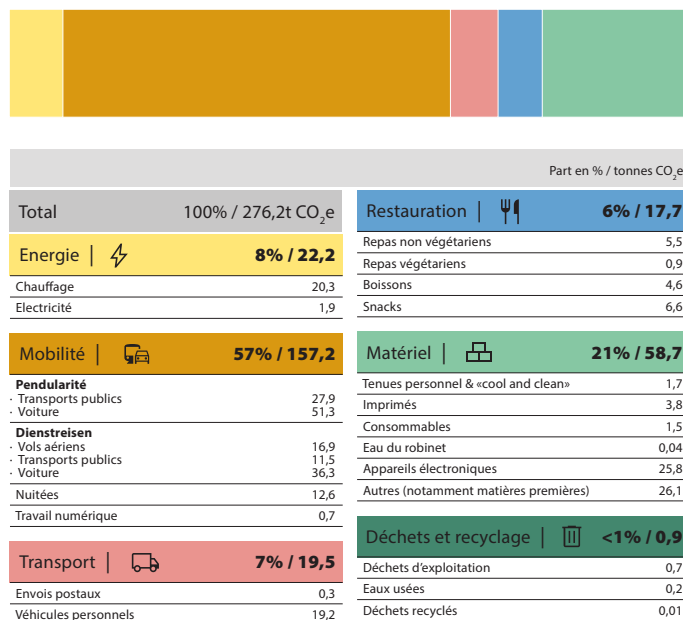 Part en % / tonnes CO2e
Total 100% / 276,2t CO2e
Energie | 8% / 22,2
Chauffage 20,3
Electricité 1,9
Mobilité | 57% / 157,2
Pendularité
· Transports publics 27,9
· Voiture 51,3
Dienstreisen
· Vols aériens 16,9
· Transports publics 11,5
· Voiture 36,3
Nuitées 12,6
Travail numérique 0,7
Transport | 7% / 19,5
Envois postaux 0,3
Véhicules personnels 19,2
Restauration | 6% / 17,7
Repas non végétariens 5,5
Repas végétariens 0,9
Boissons 4,6
Snacks 6,6
Matériel | 21% / 58,7
Tenues personnel & «cool and clean» 1,7
Imprimés 3,8
Consommables 1,5
Eau du robinet 0,04
Appareils électroniques 25,8
Autres (notamment matières premières) 26,1
Déchets et recyclage | <1% / 0,9
Déchets d’exploitation 0,7
Eaux usées 0,2
Déchets recyclés 0,01